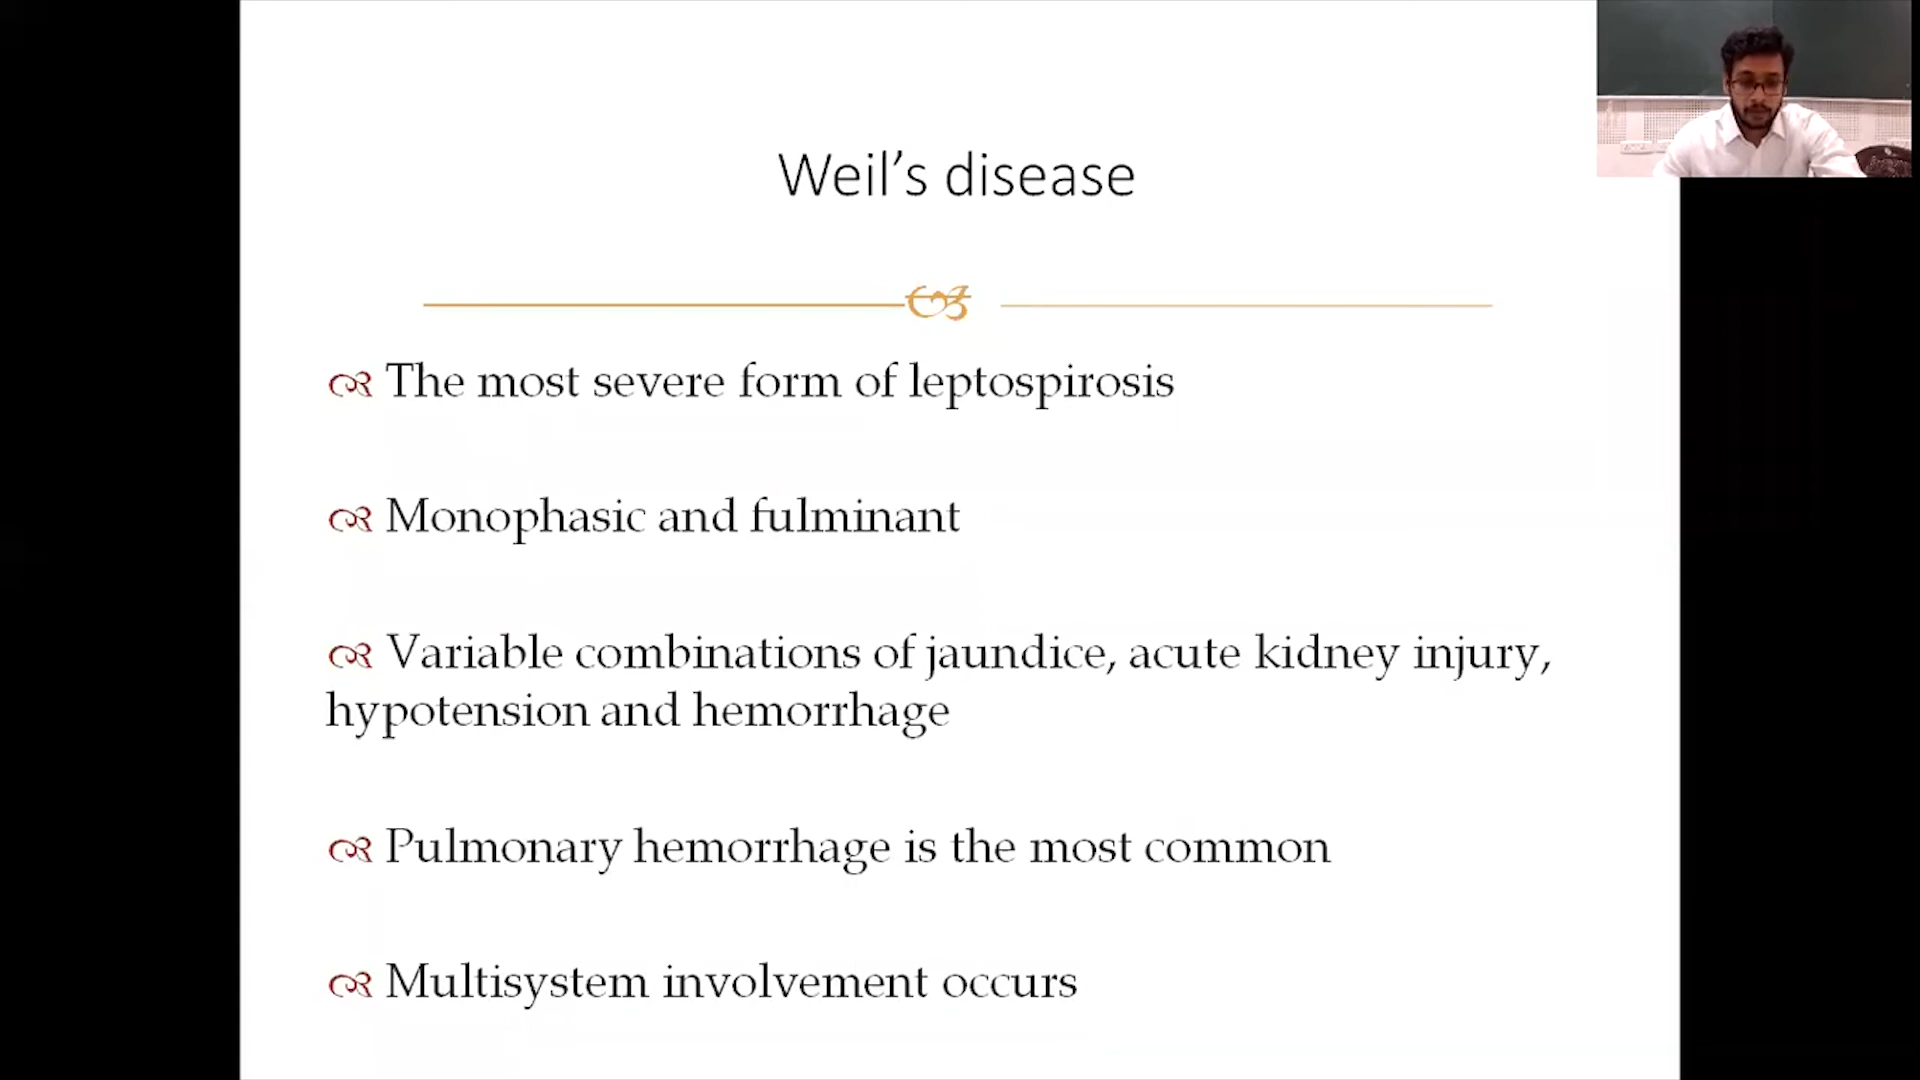 Weil's disease
The most severe form of leptospirosis
Monophasic and fulminant
Variable combinations of jaundice, acute kidney injury,
hypotension and hemorrhage
Pulmonary hemorrhage is the most common
Multisystem involvement occurs